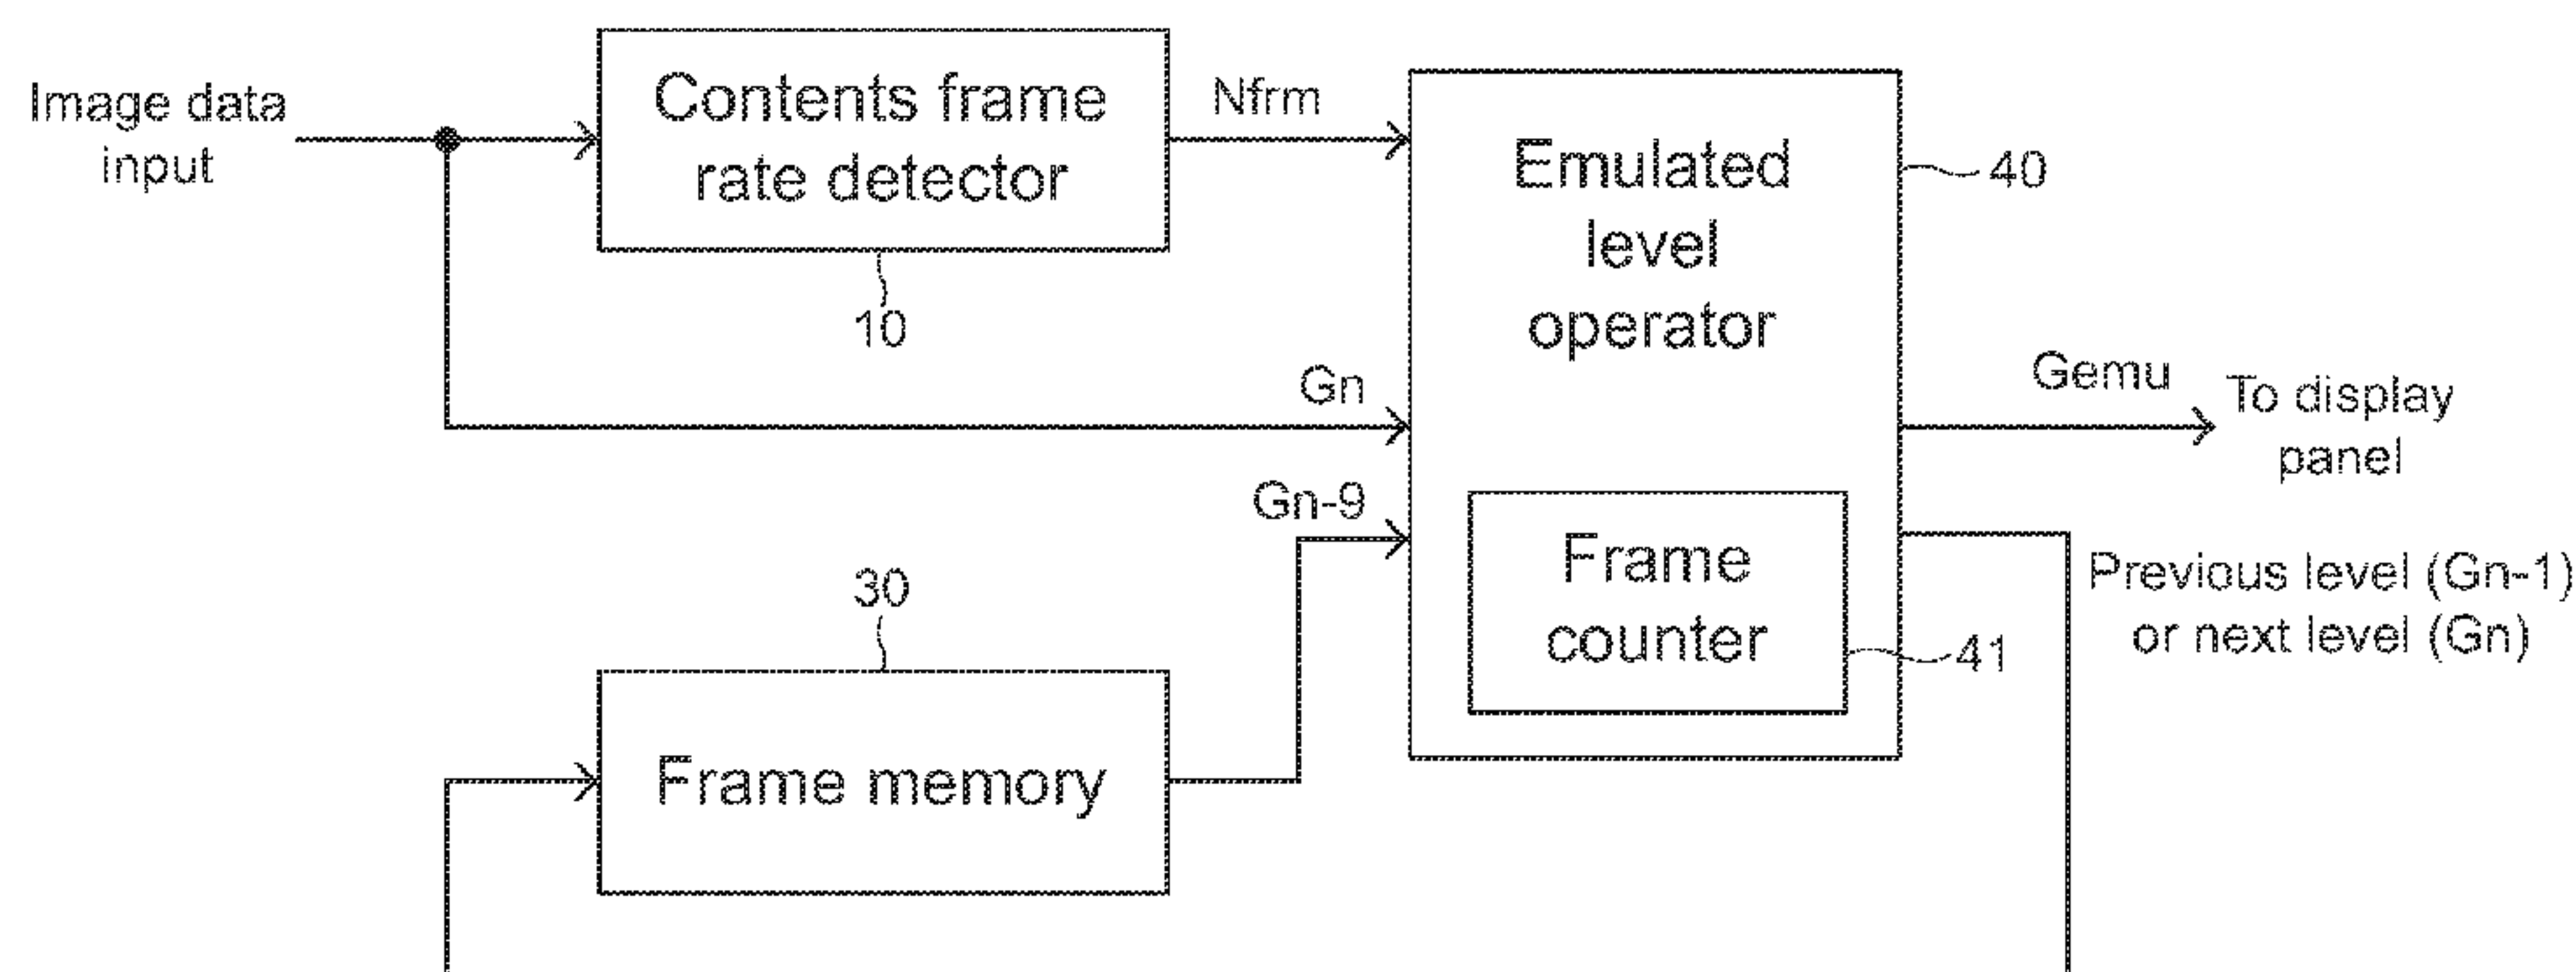 Image data
input
Contents frame
rate detector
10
Nfrm
Emulated
level
operator
40
Gn
Gemu
To display
panel
Gn-9
Frame
counter
41
Previous level (Gn-1)
or next level (Gn)
30
Frame memory